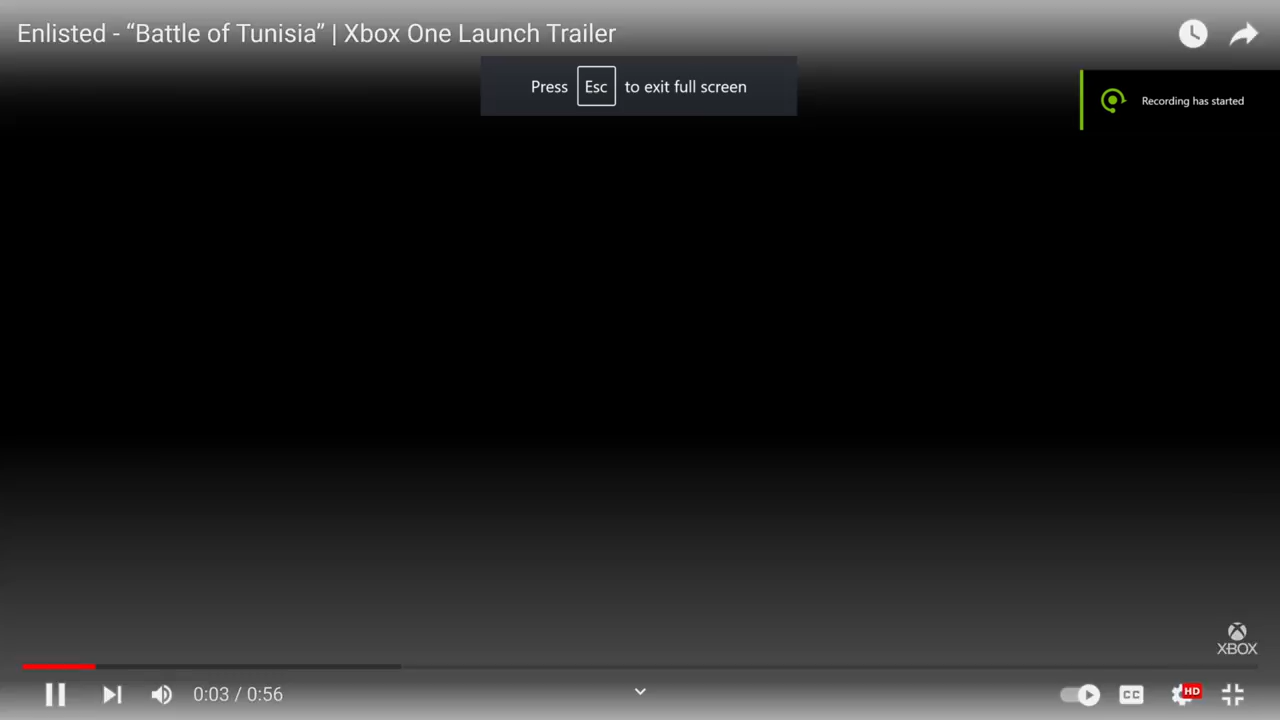 Enlisted - “Battle of Tunisia” | Xbox One Launch Trailer
Press Esc to exit full screen
Recording has started
XBOX
0:03 / 0:56
CC
HD